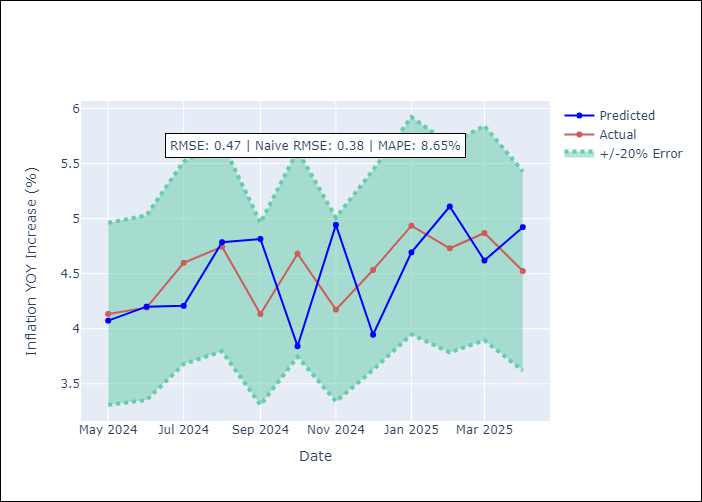 RMSE: 0.47 | Naive RMSE: 0.38 | MAPE: 8.65%
Predicted
Actual
+/-20% Error
Inflation YOY Increase (%)
6
5.5
5
4.5
4
3.5
May 2024
Jul 2024
Sep 2024
Nov 2024
Jan 2025
Mar 2025
Date